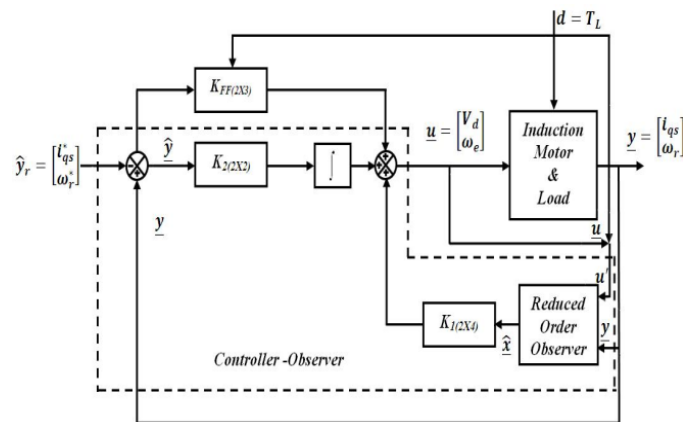 d = T_L
K_FF(2X3)
ŷ_r = [i*_qs ω*_r]
ŷ
K_2(2X2)
∫
u = [V_d ω_e]
Induction
Motor
&
Load
y = [i_qs ω_r]
y
u
u'
K_1(2X4)
x̂
Reduced
Order
Observer
y
Controller -Observer